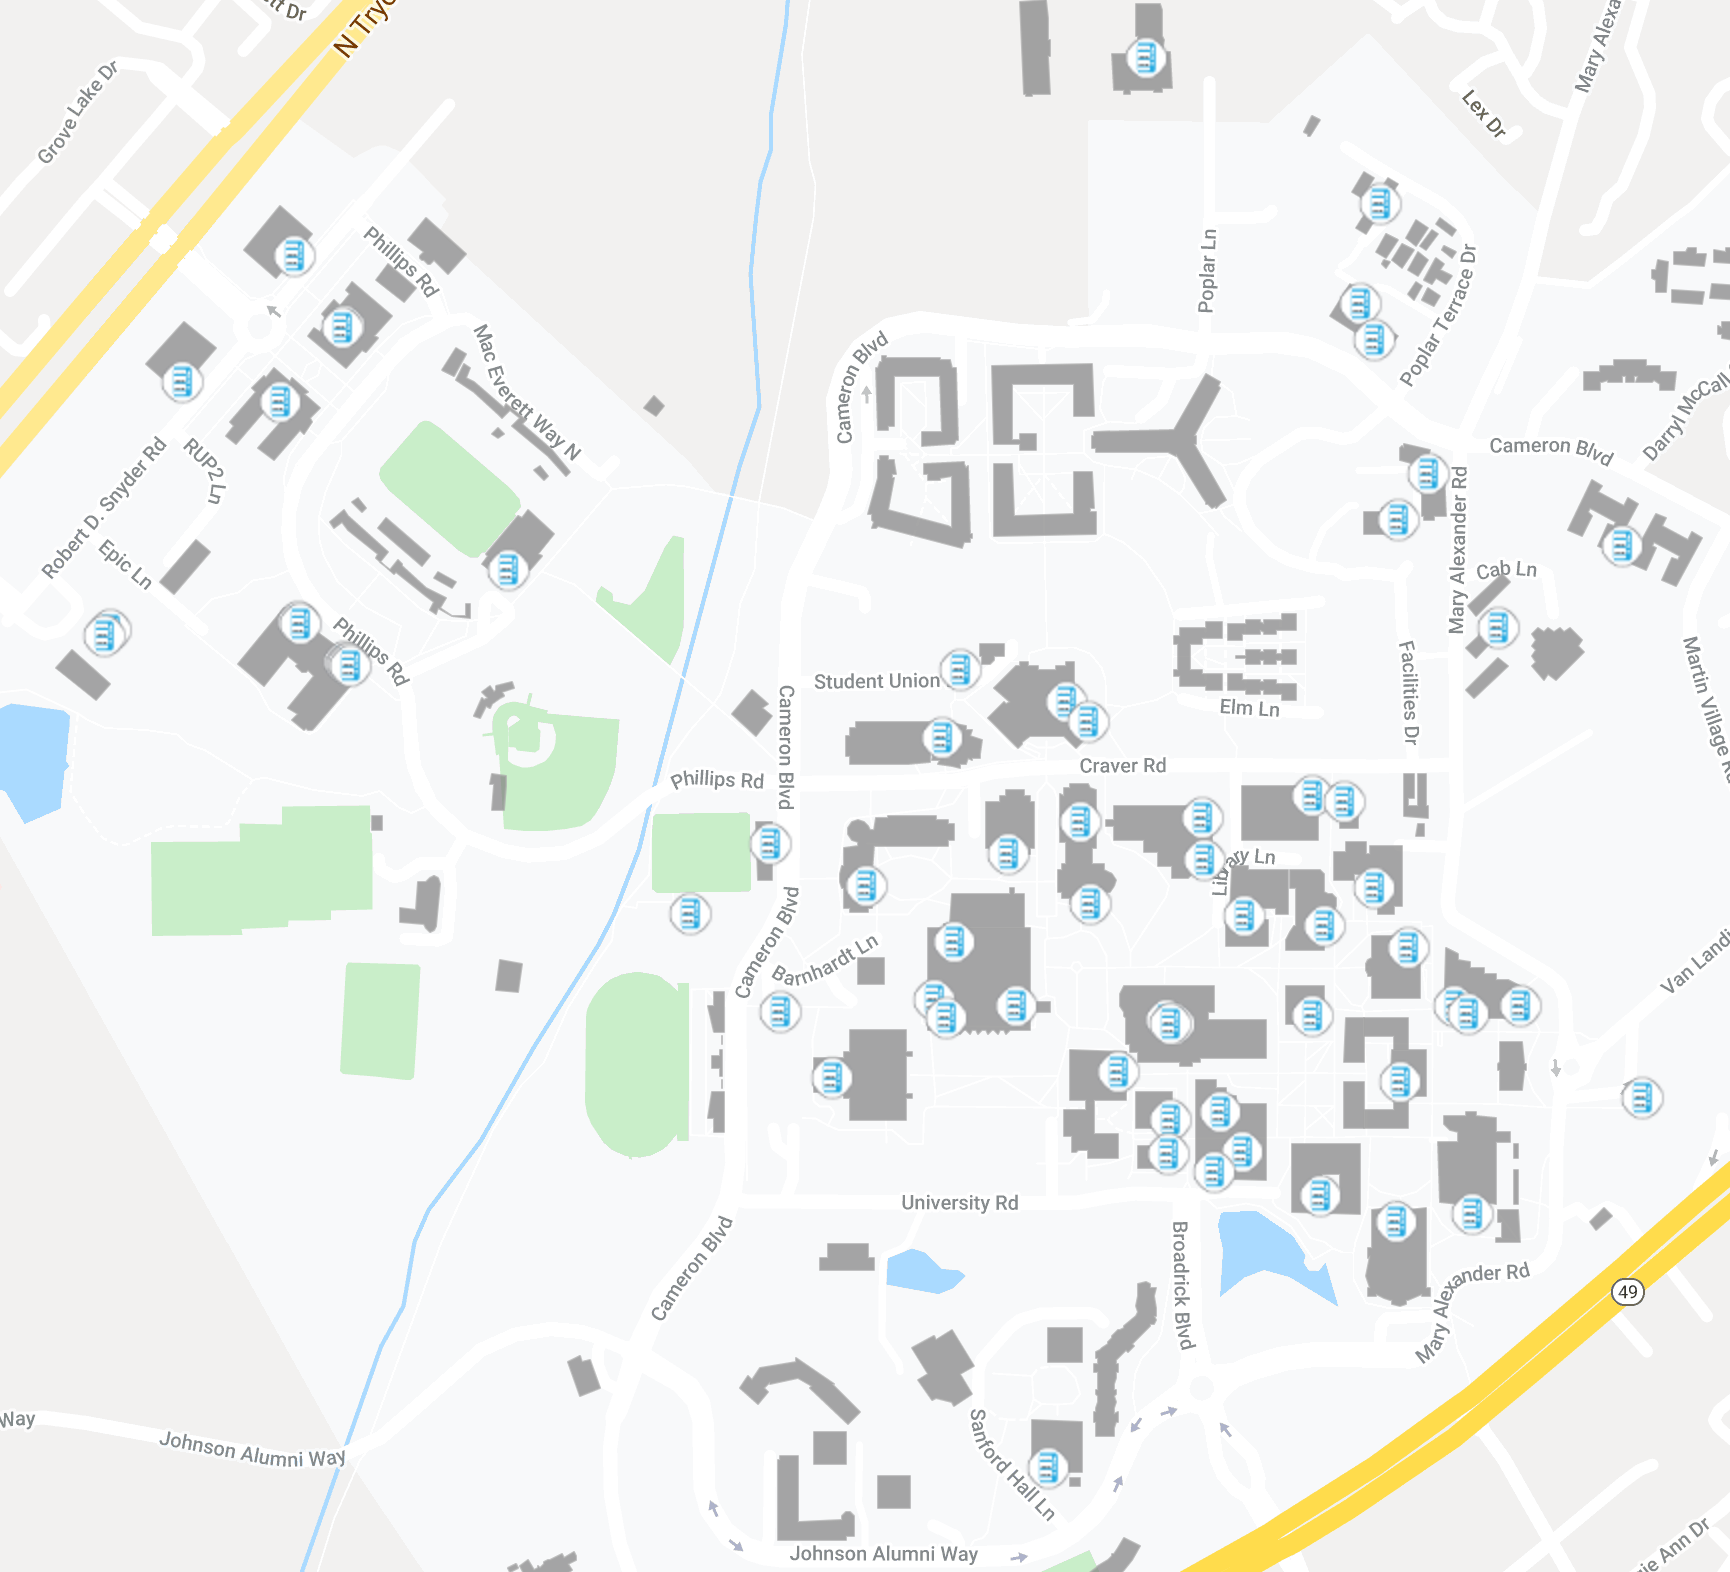 N Tryo
Mary Alexa
Grove Lake Dr
Lex Dr
Phillips Rd
Poplar Ln
Poplar Terrace Dr
Mac Everett Way N
Cameron Blvd
Darryl McCall
Cameron Blvd
RUP2 Ln
Robert D. Snyder Rd
Mary Alexander Rd
Epic Ln
Cab Ln
Phillips Rd
Student Union
Facilities Dr
Martin Village Rd
Elm Ln
Cameron Blvd
Craver Rd
Phillips Rd
Library Ln
Cameron Blvd
Barnhardt Ln
Van Landi
University Rd
Cameron Blvd
Broadrick Blvd
Mary Alexander Rd
49
Way
Johnson Alumni Way
Sanford Hall Ln
Johnson Alumni Way
zie Ann Dr